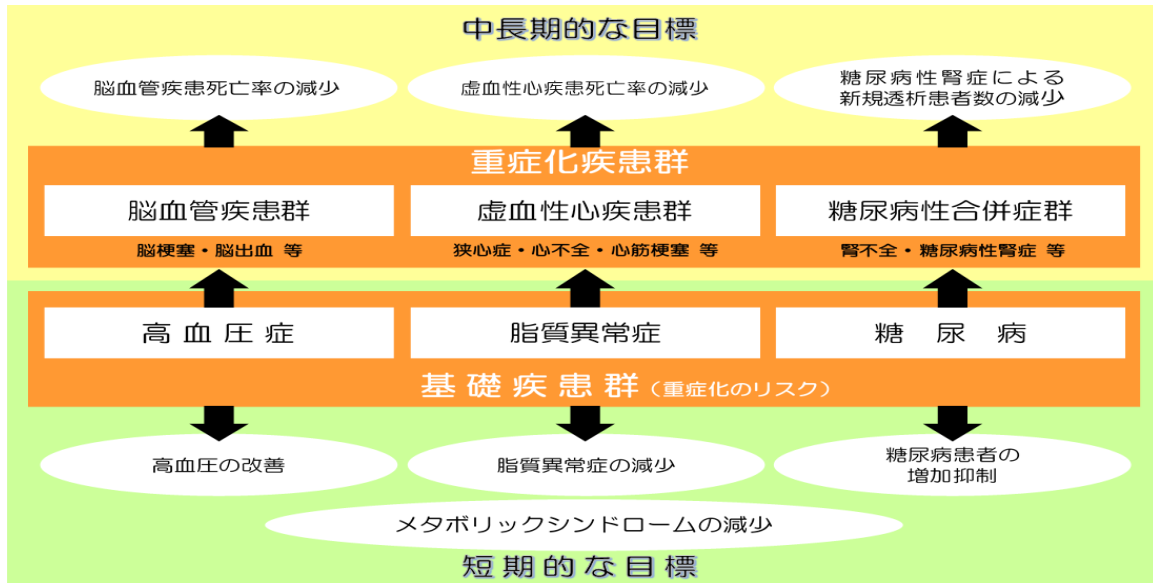 中長期的な目標
脳血管疾患死亡率の減少
虚血性心疾患死亡率の減少
糖尿病性腎症による
新規透析患者数の減少
重症化疾患群
脳血管疾患群
虚血性心疾患群
糖尿病性合併症群
脳梗塞・脳出血 等
狭心症・心不全・心筋梗塞 等
腎不全・糖尿病性腎症 等
高血圧症
脂質異常症
糖尿病
基礎疾患群（重症化のリスク）
高血圧の改善
脂質異常症の減少
糖尿病患者の
増加抑制
メタボリックシンドロームの減少
短期的な目標